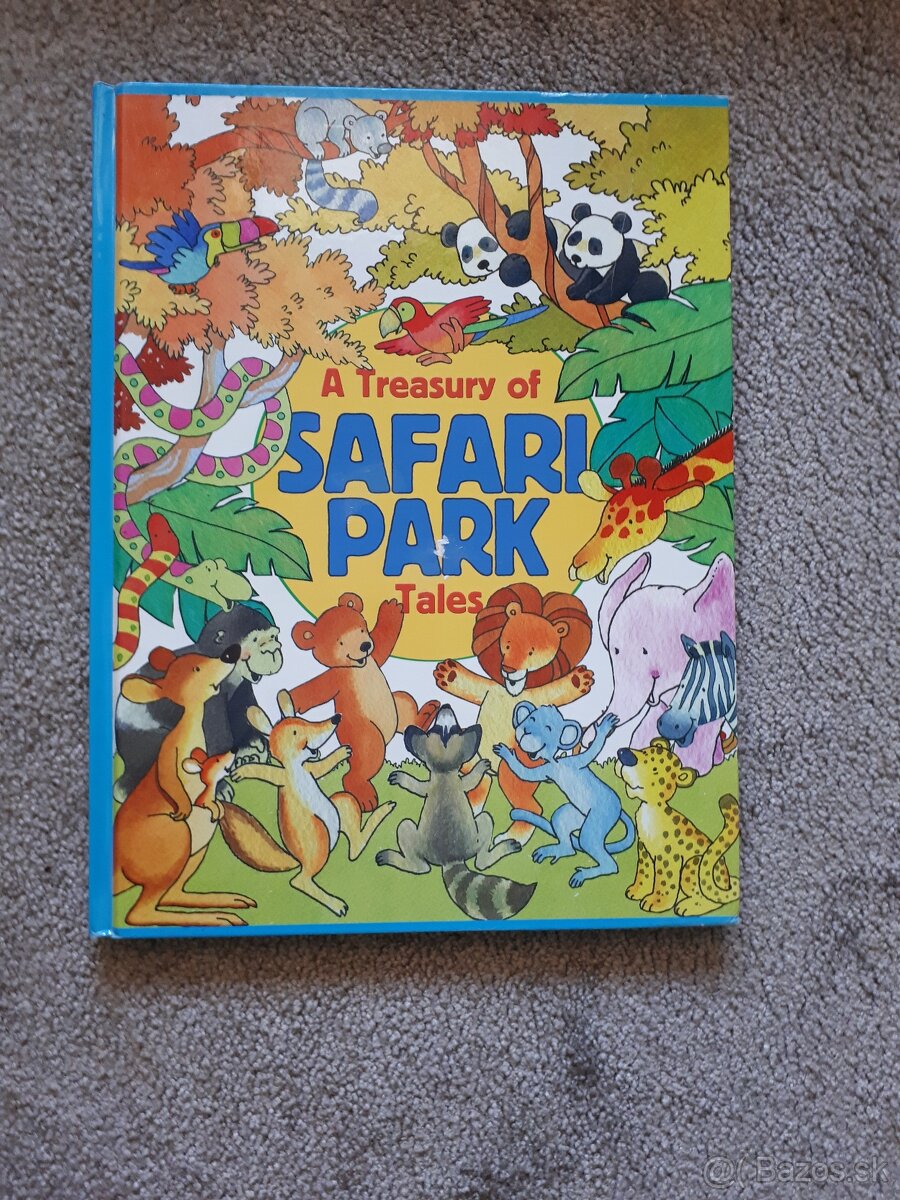 A Treasury of
SAFARI
PARK
Tales
@ Bazos.sk